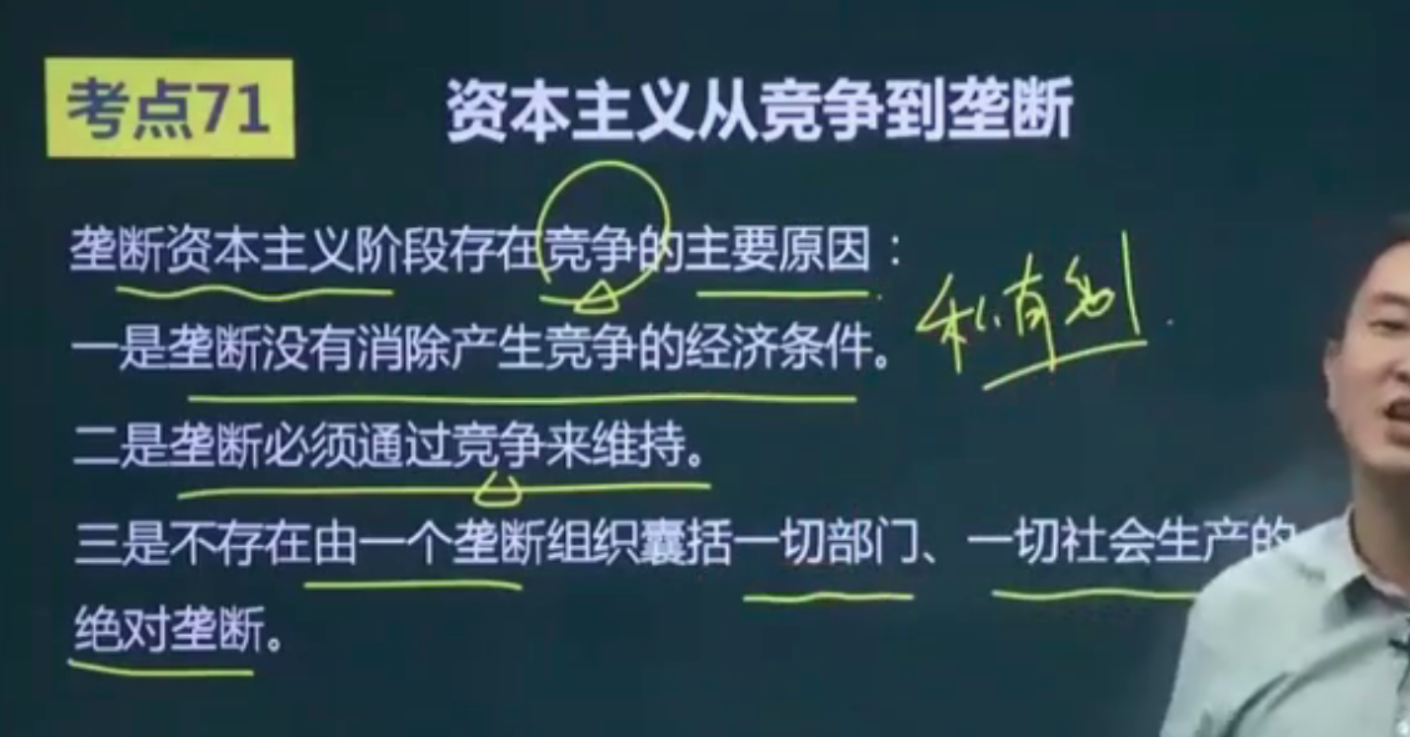 考点71
资本主义从竞争到垄断
垄断资本主义阶段存在竞争的主要原因：
一是垄断没有消除产生竞争的经济条件。
私有制
二是垄断必须通过竞争来维持。
三是不存在由一个垄断组织囊括一切部门、一切社会生产的
绝对垄断。